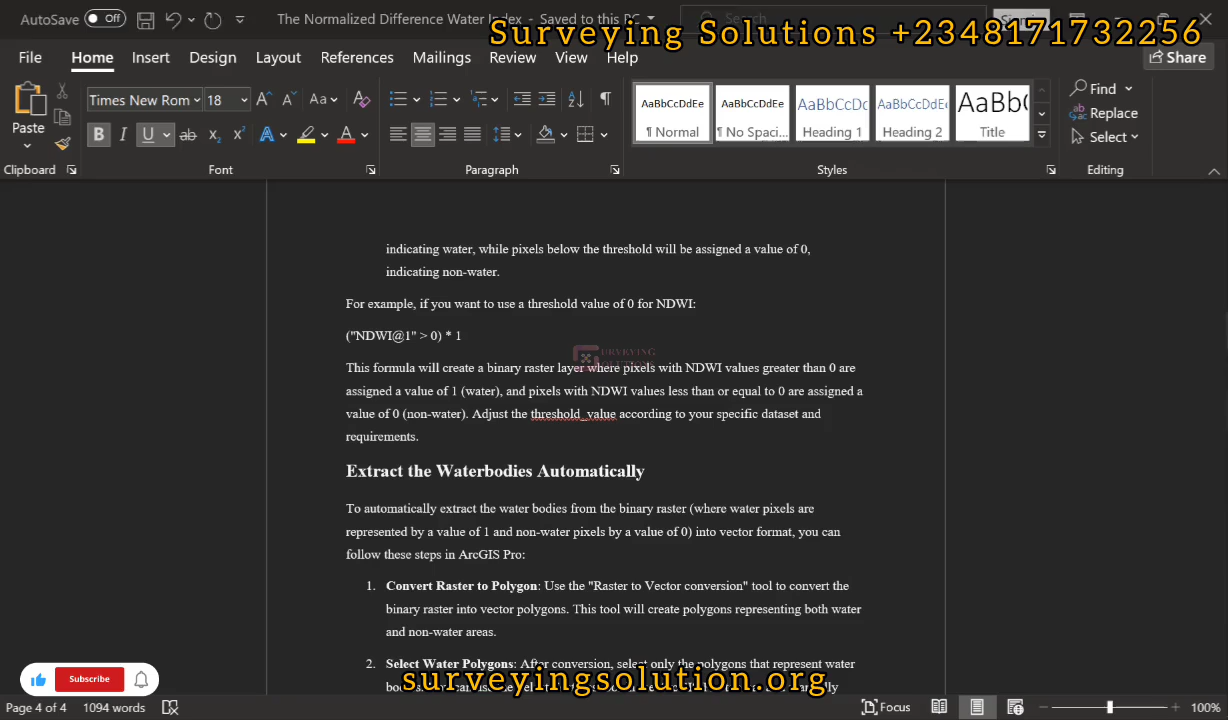 AutoSave Off The Normalized Difference Water Index - Saved to this PC Search
Surveying Solutions +2348171732256
File Home Insert Design Layout References Mailings Review View Help Share
Times New Rom 18 Aa
AaBbCcDdEe AaBbCcDdEe AaBbCcDc AaBbCcDdEe AaBb(
Paste ¶ Normal ¶ No Spaci... Heading 1 Heading 2 Title
Find
Replace
Select
Clipboard Font Paragraph Styles Editing
indicating water, while pixels below the threshold will be assigned a value of 0,
indicating non-water.
For example, if you want to use a threshold value of 0 for NDWI:
("NDWI@1" > 0) * 1
URVEYING
This formula will create a binary raster layer where pixels with NDWI values greater than 0 are
assigned a value of 1 (water), and pixels with NDWI values less than or equal to 0 are assigned a
value of 0 (non-water). Adjust the threshold_value according to your specific dataset and
requirements.
Extract the Waterbodies Automatically
To automatically extract the water bodies from the binary raster (where water pixels are
represented by a value of 1 and non-water pixels by a value of 0) into vector format, you can
follow these steps in ArcGIS Pro:
1. Convert Raster to Polygon: Use the "Raster to Vector conversion" tool to convert the
binary raster into vector polygons. This tool will create polygons representing both water
and non-water areas.
2. Select Water Polygons: After conversion, select only the polygons that represent water
Subscribe
surveyingsolution.org
Page 4 of 4 1094 words Focus 100%